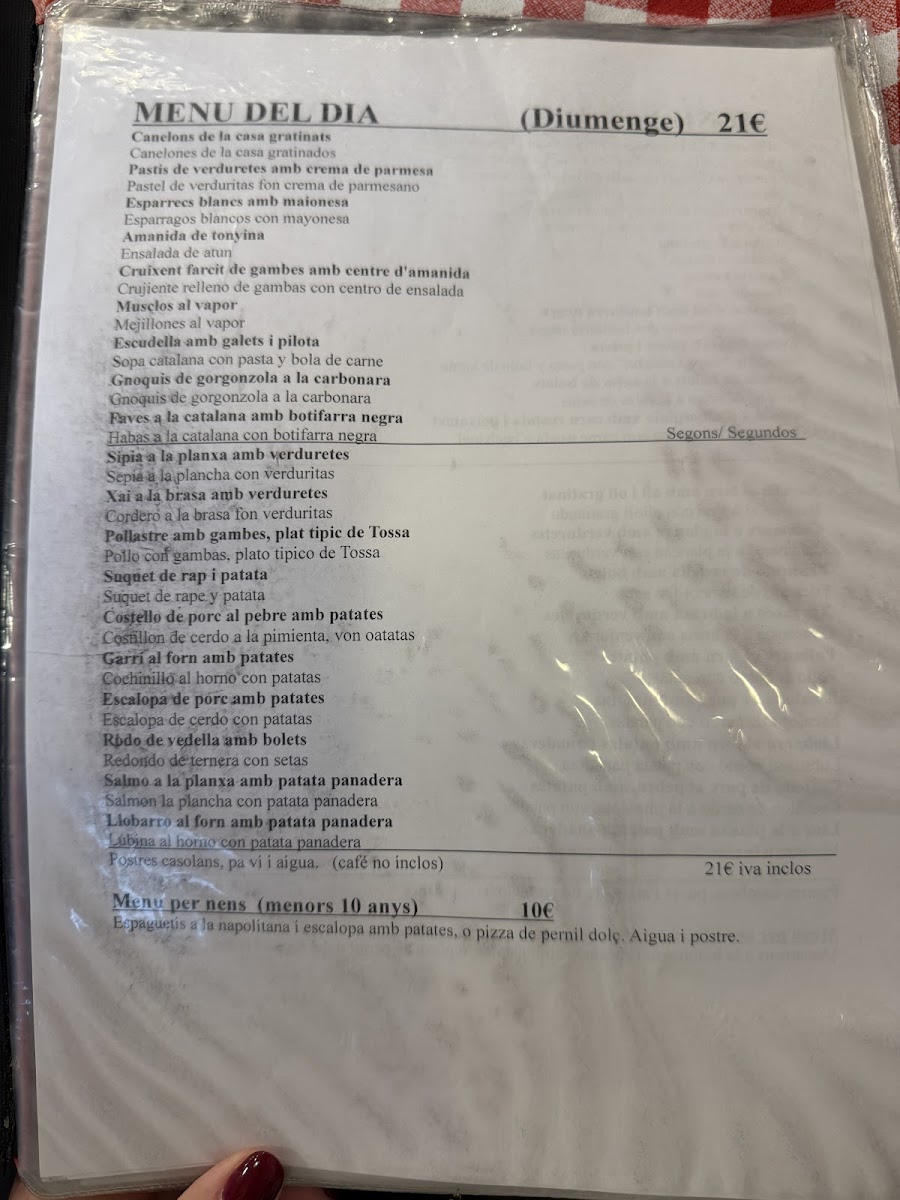 MENU DEL DIA (Diumenge) 21€
Canelons de la casa gratinats
Canelones de la casa gratinados
Pastis de verduretes amb crema de parmesa
Pastel de verduritas fon crema de parmesano
Esparrecs blancs amb maionesa
Esparragos blancos con mayonesa
Amanida de tonyina
Ensalada de atun
Cruixent farcit de gambes amb centre d'amanida
Crujiente relleno de gambas con centro de ensalada
Musclos al vapor
Mejillones al vapor
Escudella amb galets i pilota
Sopa catalana con pasta y bola de carne
Gnoquis de gorgonzola a la carbonara
Gnoquis de gorgonzola a la carbonara
Faves a la catalana amb botifarra negra
Habas a la catalana con botifarra negra Segons/ Segundos
Sipia a la planxa amb verduretes
Sepia a la plancha con verduritas
Xai a la brasa amb verduretes
Cordero a la brasa fon verduritas
Pollastre amb gambes, plat tipic de Tossa
Pollo con gambas, plato tipico de Tossa
Suquet de rap i patata
Suquet de rape y patata
Costello de porc al pebre amb patates
Costillon de cerdo a la pimienta, von oatatas
Garri al forn amb patates
Cochinillo al horno con patatas
Escalopa de porc amb patates
Escalopa de cerdo con patatas
Rodo de vedella amb bolets
Redondo de ternera con setas
Salmo a la planxa amb patata panadera
Salmon la plancha con patata panadera
Llobarro al forn amb patata panadera
Lubina al horno con patata panadera
Postres casolans, pa vi i aigua. (café no inclos) 21€ iva inclos
Menu per nens (menors 10 anys) 10€
Espaguetis a la napolitana i escalopa amb patates, o pizza de pernil dolç. Aigua i postre.